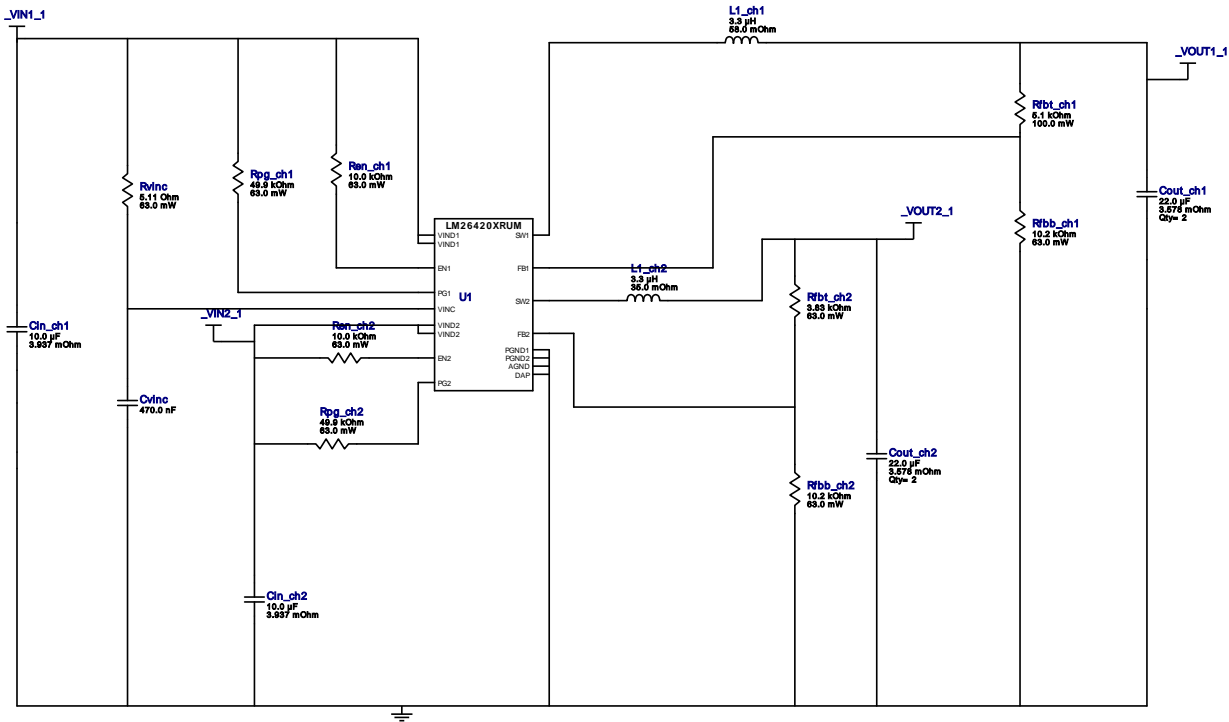 _VIN1_1
L1_ch1
3.3 µH
58.0 mOhm
_VOUT1_1
Rfbt_ch1
5.1 kOhm
100.0 mW
Rvinc
5.11 Ohm
63.0 mW
Rpg_ch1
49.9 kOhm
63.0 mW
Ren_ch1
10.0 kOhm
63.0 mW
Cout_ch1
22.0 µF
3.578 mOhm
Qty= 2
Rfbb_ch1
10.2 kOhm
63.0 mW
_VOUT2_1
LM26420XRUM
VIND1
VIND1
EN1
PG1
VINC
VIND2
VIND2
EN2
PG2
U1
SW1
FB1
SW2
FB2
PGND1
PGND2
AGND
DAP
L1_ch2
3.3 µH
35.0 mOhm
Rfbt_ch2
3.83 kOhm
63.0 mW
Cin_ch1
10.0 µF
3.937 mOhm
_VIN2_1
Ren_ch2
10.0 kOhm
63.0 mW
Cvinc
470.0 nF
Rpg_ch2
49.9 kOhm
63.0 mW
Cout_ch2
22.0 µF
3.578 mOhm
Qty= 2
Rfbb_ch2
10.2 kOhm
63.0 mW
Cin_ch2
10.0 µF
3.937 mOhm